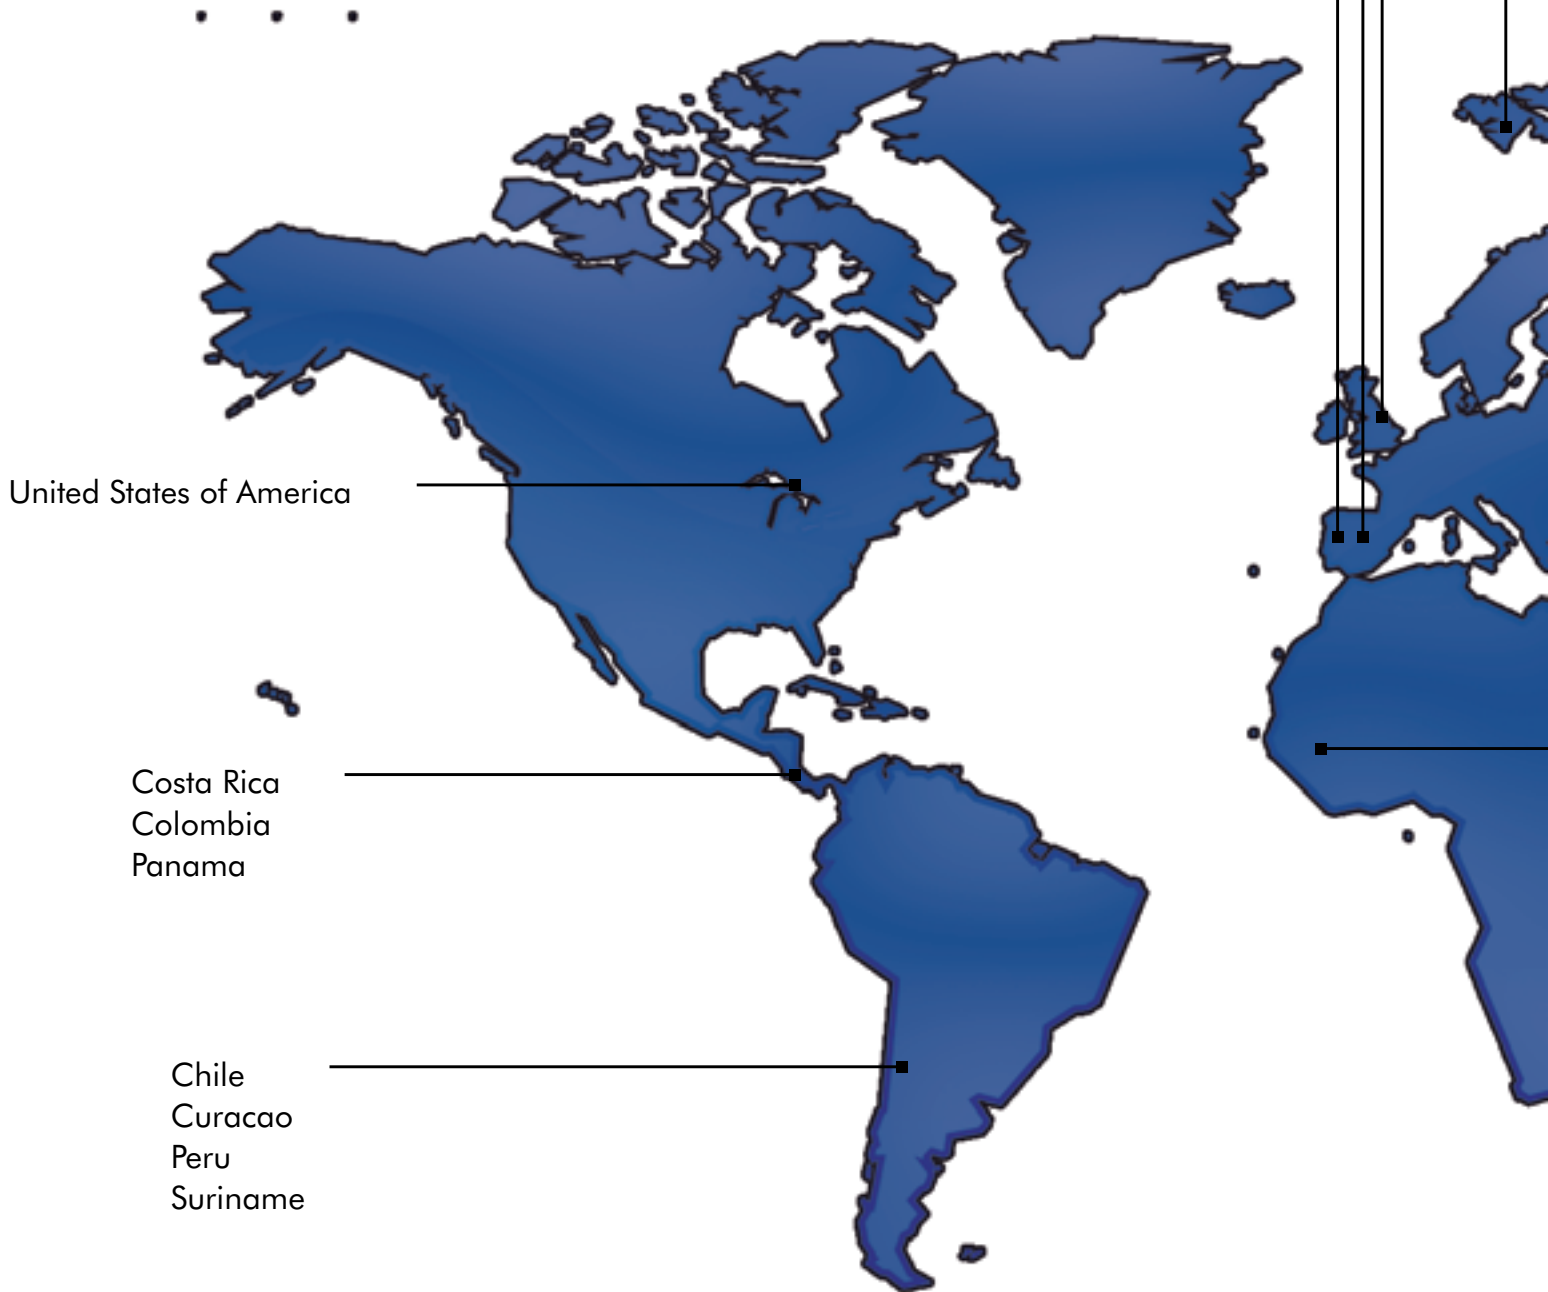 United States of America
Costa Rica
Colombia
Panama
Chile
Curacao
Peru
Suriname